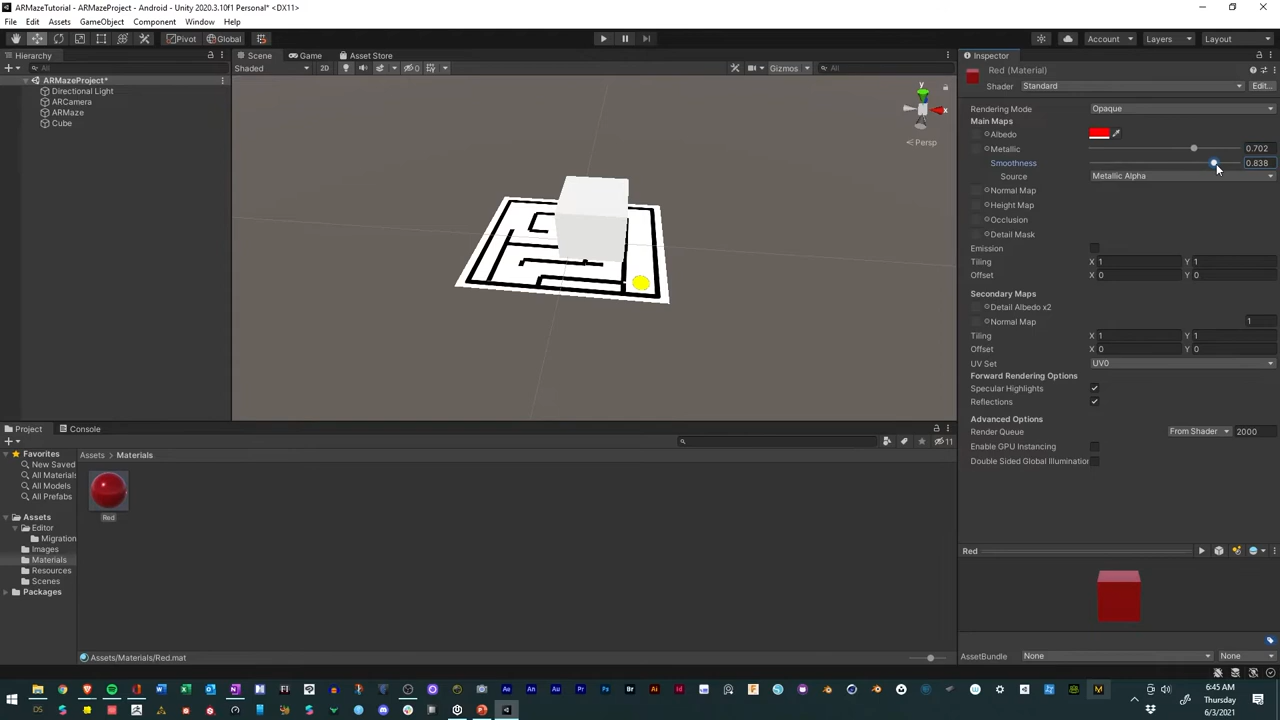 ARMazeTutorial - ARMazeProject - Android - Unity 2020.3.10f1 Personal* <DX11>
File Edit Assets GameObject Component Window Help
Pivot Global Account Layers Layout
Hierarchy Scene Game Asset Store Inspector
All Shaded 2D 0 Gizmos All
ARMazeProject*
Directional Light
ARCamera
ARMaze
Cube
y
x
Persp
Red (Material)
Shader Standard Edit...
Rendering Mode Opaque
Main Maps
Albedo
Metallic 0.702
Smoothness 0.838
Source Metallic Alpha
Normal Map
Height Map
Occlusion
Detail Mask
Emission
Tiling X 1 Y 1
Offset X 0 Y 0
Secondary Maps
Detail Albedo x2
Normal Map 1
Tiling X 1 Y 1
Offset X 0 Y 0
UV Set UV0
Forward Rendering Options
Specular Highlights
Reflections
Advanced Options
Render Queue From Shader 2000
Enable GPU Instancing
Double Sided Global Illumination
Project Console
11
Favorites
New Saved
All Materials
All Models
All Prefabs
Assets
Editor
Migration
Images
Materials
Resources
Scenes
Packages
Assets > Materials
Red
Assets/Materials/Red.mat
Red
AssetBundle None None
6:45 AM
Thursday
6/3/2021